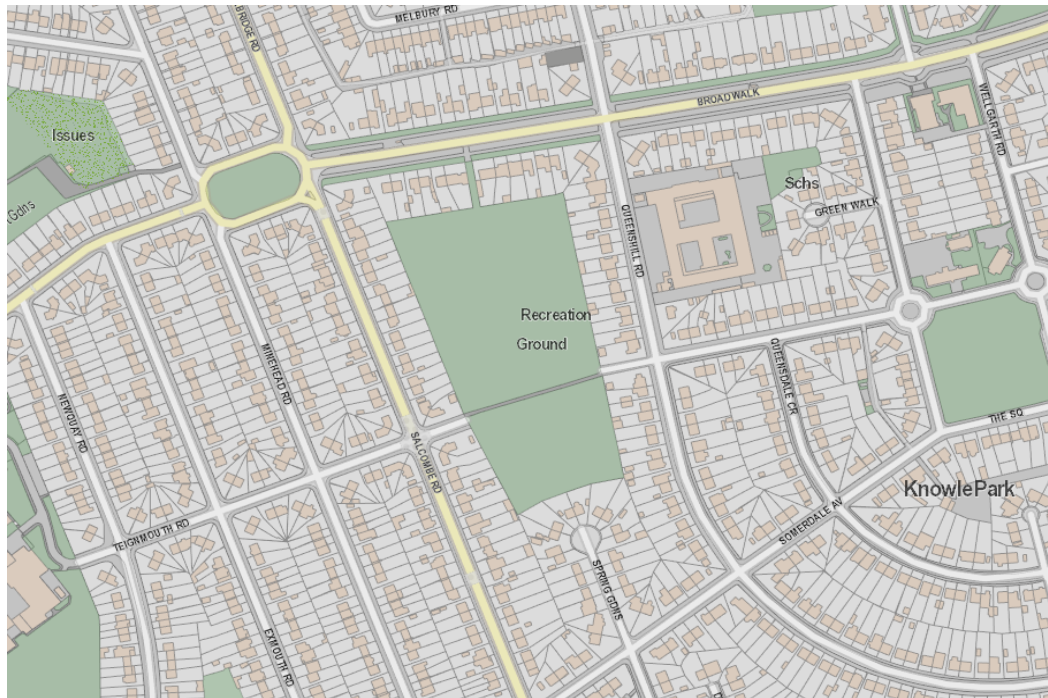 MELBURY RD
BRIDGE RD
BROADWALK
WELLGARTH RD
Issues
Schs
tGdns
GREEN WALK
QUEENSHILL RD
Recreation
Ground
MINEHEAD RD
QUEENSDALE CR
NEWQUAY RD
THE SQ
SALCOMBE RD
KnowlePark
SOMERDALE AV
TEIGNMOUTH RD
SPRING GDNS
EXMOUTH RD